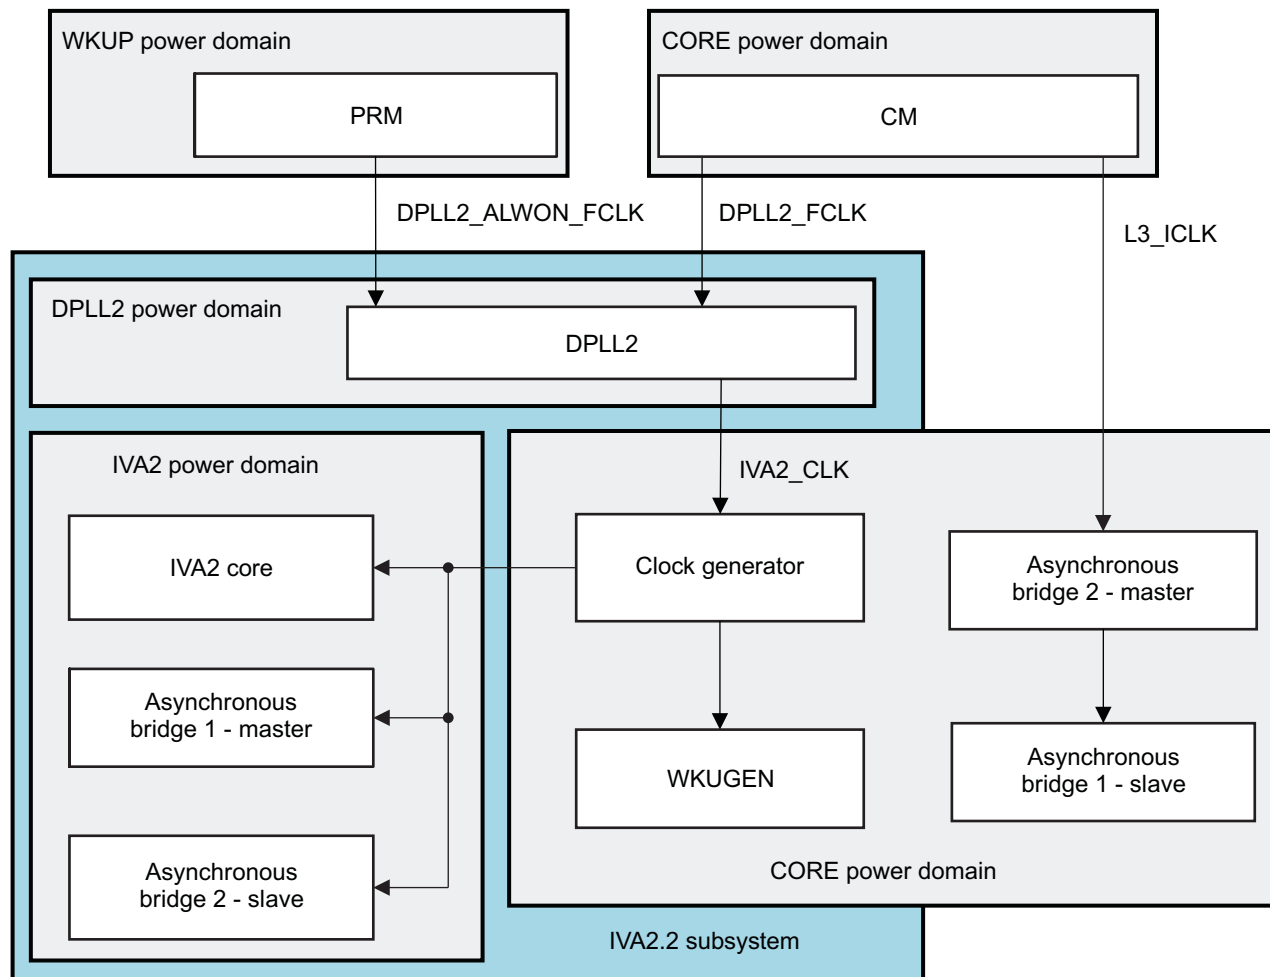 WKUP power domain
CORE power domain
PRM
CM
DPLL2_ALWON_FCLK
DPLL2_FCLK
L3_ICLK
DPLL2 power domain
DPLL2
IVA2 power domain
IVA2_CLK
IVA2 core
Clock generator
Asynchronous
bridge 2 - master
Asynchronous
bridge 1 - master
WKUGEN
Asynchronous
bridge 1 - slave
Asynchronous
bridge 2 - slave
CORE power domain
IVA2.2 subsystem